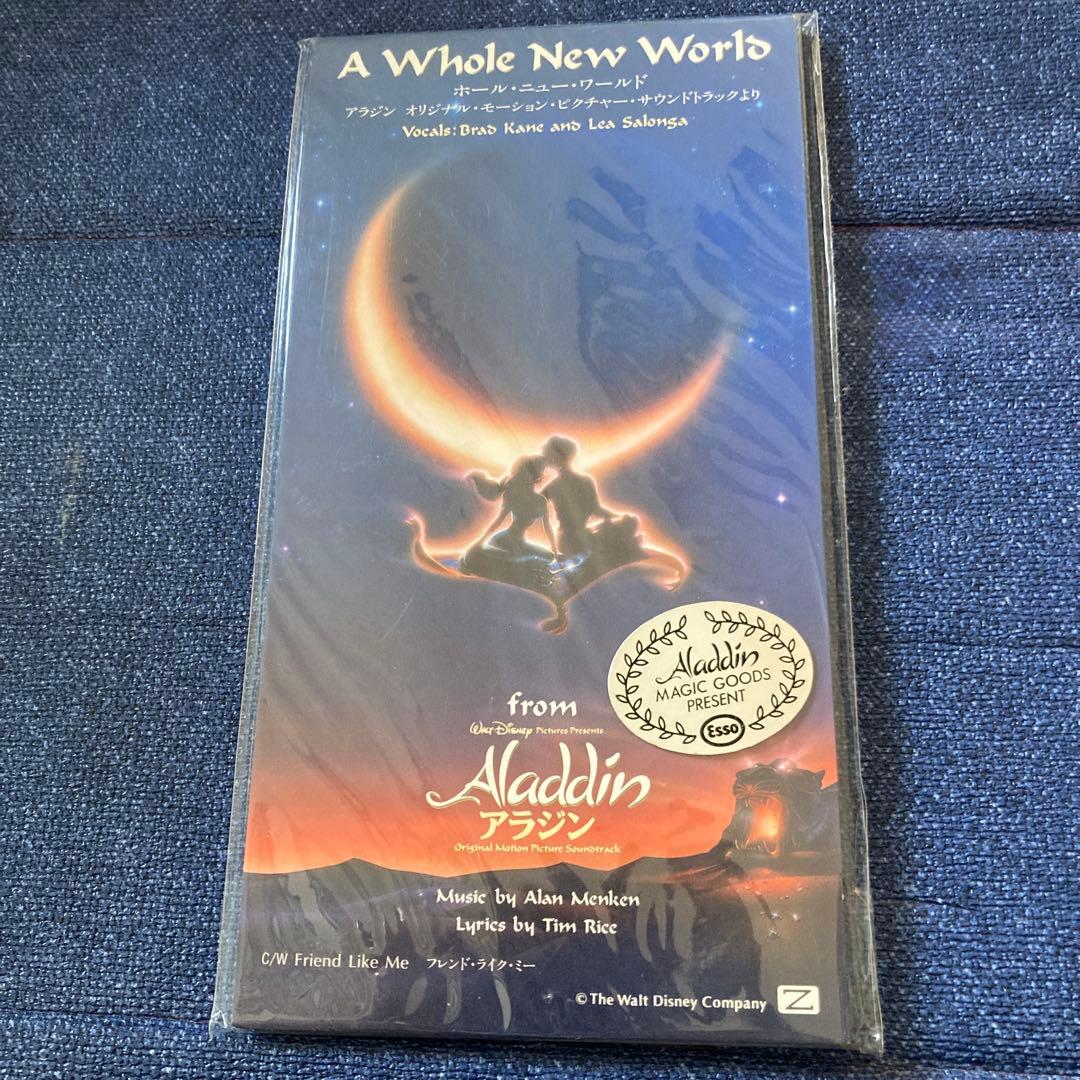 A Whole New World
ホール・ニュー・ワールド
アラジン オリジナル・モーション・ピクチャー・サウンドトラックより
Vocals: Brad Kane and Lea Salonga
Aladdin
MAGIC GOODS
PRESENT
ESSO
from
Walt Disney Pictures Presents
Aladdin
アラジン
Original Motion Picture Soundtrack
Music by Alan Menken
Lyrics by Tim Rice
C/W Friend Like Me フレンド・ライク・ミー
© The Walt Disney Company Z